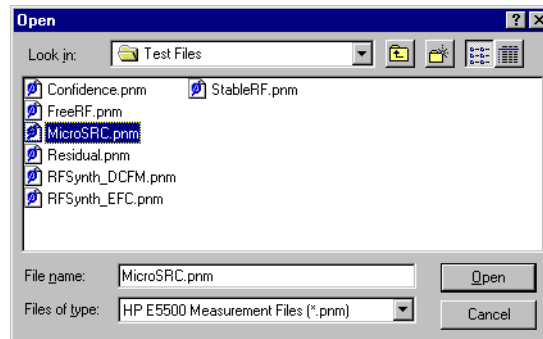 Open
Look in: Test Files
Confidence.pnm StableRF.pnm
FreeRF.pnm
MicroSRC.pnm
Residual.pnm
RFSynth_DCFM.pnm
RFSynth_EFC.pnm
File name: MicroSRC.pnm Open
Files of type: HP E5500 Measurement Files (*.pnm) Cancel